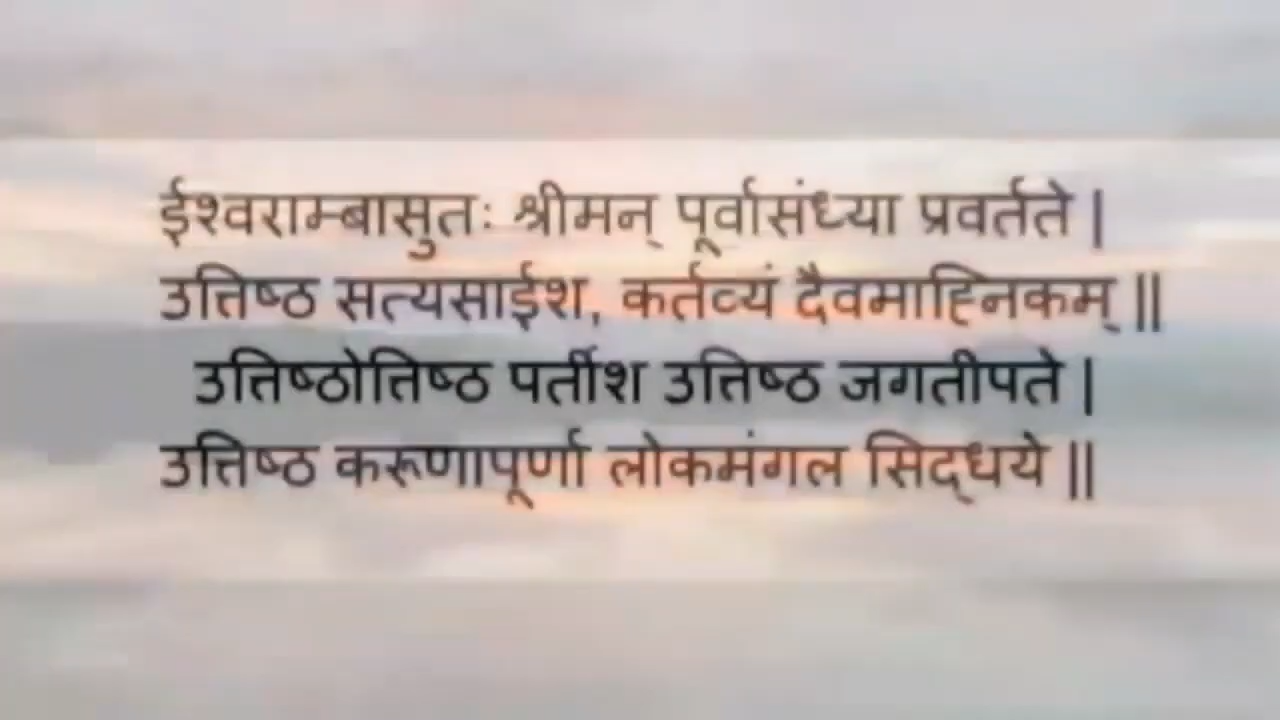 ईश्वराम्बासुतः श्रीमन् पूर्वासंध्या प्रवर्तते |
उत्तिष्ठ सत्यसाईश, कर्तव्यं दैवमाह्निकम् ||
उत्तिष्ठोत्तिष्ठ पर्तीश उत्तिष्ठ जगतीपते |
उत्तिष्ठ करूणापूर्णा लोकमंगल सिद्धये ||